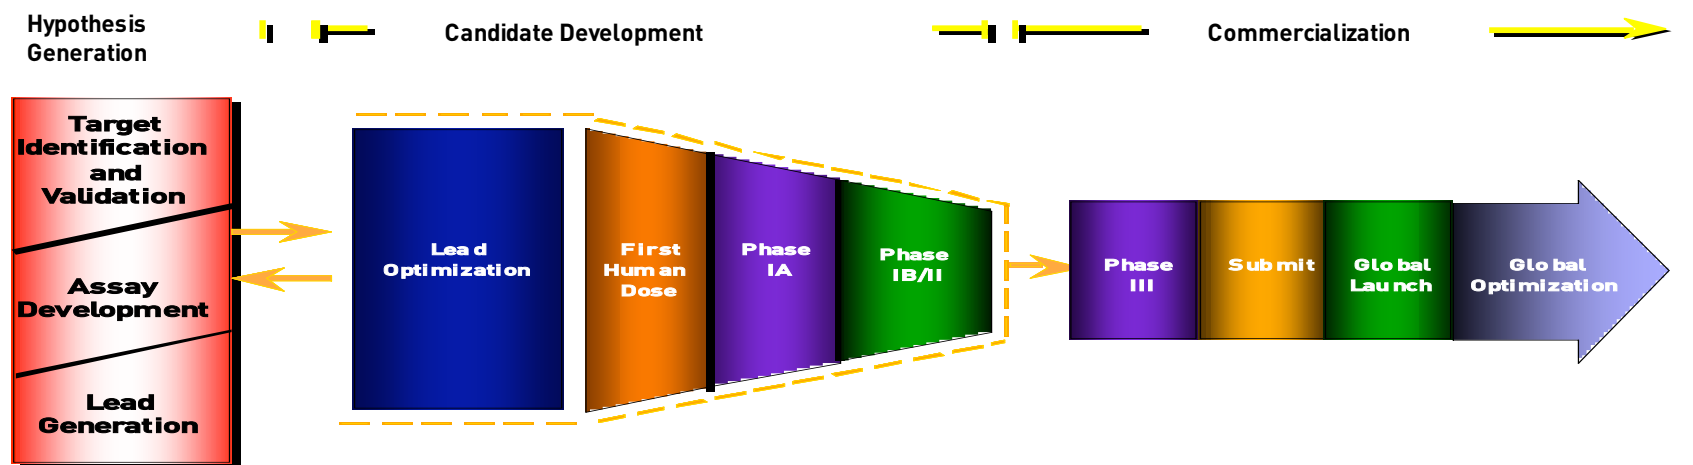 Hypothesis
Generation
Candidate Development
Commercialization
Target
Identification
and
Validation
Assay
Development
Lead
Generation
Lead
Optimization
First
Human
Dose
Phase
IA
Phase
IB/II
Phase
III
Submit
Global
Launch
Global
Optimization